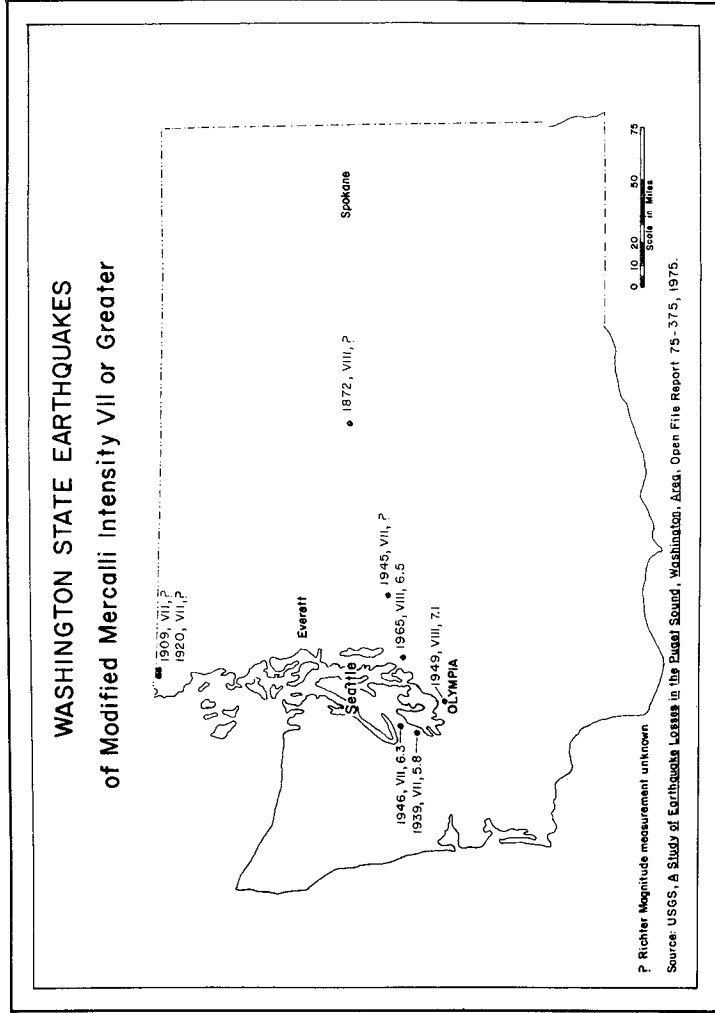 WASHINGTON STATE EARTHQUAKES
of Modified Mercalli Intensity VII or Greater
1909, VII, ?
1920, VII, ?
Everett
Spokane
Seattle
1872, VIII, ?
1945, VII, ?
1946, VII, 6.3
1965, VIII, 6.5
1939, VII, 5.8
1949, VIII, 7.1
OLYMPIA
0 10 20 50 75
Scale in Miles
? Richter Magnitude measurement unknown
Source: USGS, A Study of Earthquake Losses in the Puget Sound, Washington, Area, Open File Report 75-375, 1975.